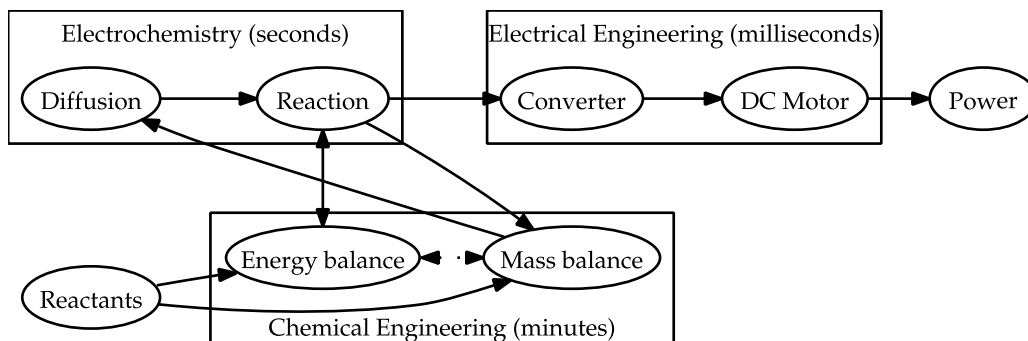 Electrochemistry (seconds)
Electrical Engineering (milliseconds)
Diffusion
Reaction
Converter
DC Motor
Power
Energy balance
Mass balance
Reactants
Chemical Engineering (minutes)